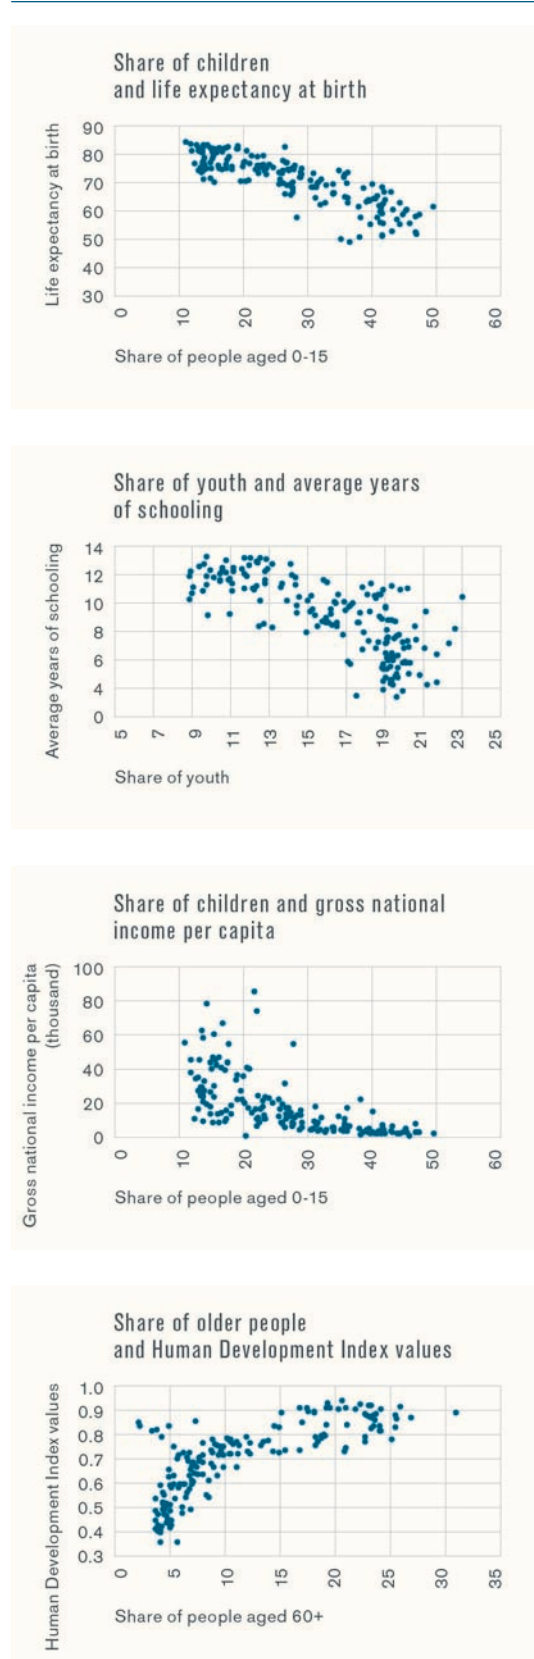 Share of children
and life expectancy at birth
Life expectancy at birth
90
80
70
60
50
40
30
0 10 20 30 40 50 60
Share of people aged 0-15
Share of youth and average years
of schooling
Average years of schooling
14
12
10
8
6
4
0
5 7 9 11 13 15 17 19 21 23 25
Share of youth
Share of children and gross national
income per capita
Gross national income per capita
(thousand)
100
80
60
40
20
0
0 10 20 30 40 50 60
Share of people aged 0-15
Share of older people
and Human Development Index values
Human Development Index values
1.0
0.9
0.8
0.7
0.6
0.5
0.4
0.3
0 5 10 15 20 25 30 35
Share of people aged 60+